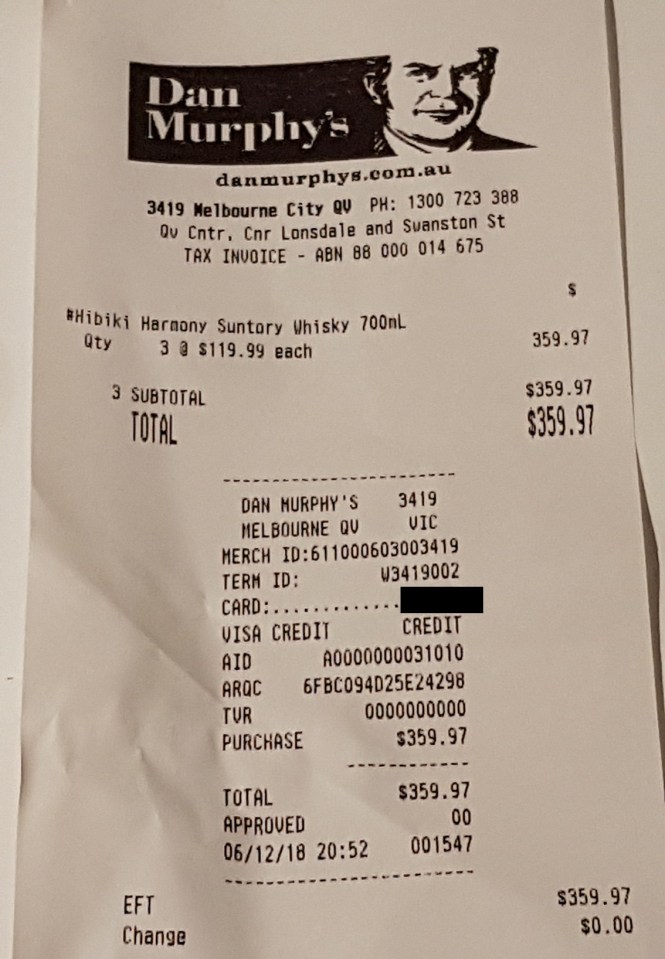 Dan
Murphy's
danmurphys.com.au
3419 Melbourne City QV PH: 1300 723 388
Qv Cntr, Cnr Lonsdale and Swanston St
TAX INVOICE - ABN 88 000 014 675
$
#Hibiki Harmony Suntory Whisky 700mL
Qty 3 @ $119.99 each 359.97
3 SUBTOTAL $359.97
TOTAL $359.97
--------------------------
DAN MURPHY'S 3419
MELBOURNE QV VIC
MERCH ID:611000603003419
TERM ID: W3419002
CARD:.............
VISA CREDIT CREDIT
AID A0000000031010
ARQC 6FBC094D25E24298
TVR 0000000000
PURCHASE $359.97
-------------
TOTAL $359.97
APPROVED 00
06/12/18 20:52 001547
--------------------------
EFT $359.97
Change $0.00